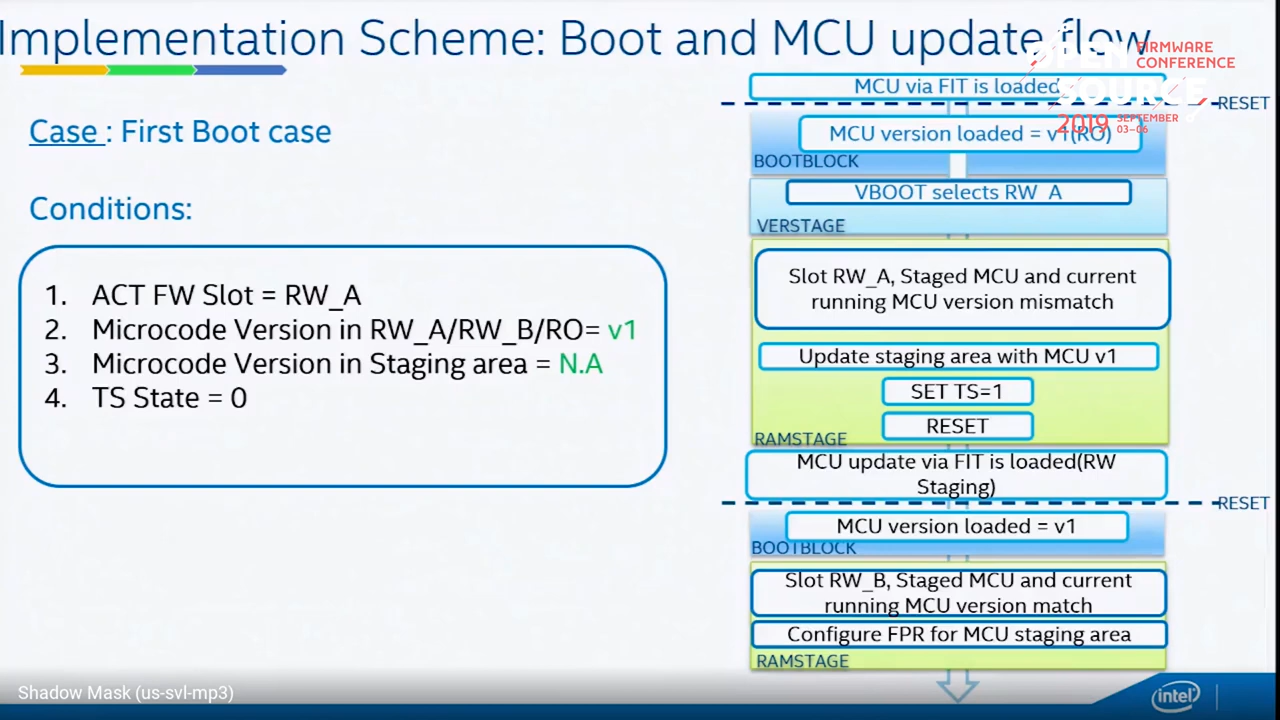 Implementation Scheme: Boot and MCU update flow
OPEN
SOURCE
FIRMWARE
CONFERENCE
2019 SEPTEMBER
03–06
Case : First Boot case
Conditions:
1. ACT FW Slot = RW_A
2. Microcode Version in RW_A/RW_B/RO= v1
3. Microcode Version in Staging area = N.A
4. TS State = 0
MCU via FIT is loaded
RESET
MCU version loaded = v1(RO)
BOOTBLOCK
VBOOT selects RW_A
VERSTAGE
Slot RW_A, Staged MCU and current
running MCU version mismatch
Update staging area with MCU v1
SET TS=1
RESET
RAMSTAGE
MCU update via FIT is loaded(RW
Staging)
RESET
MCU version loaded = v1
BOOTBLOCK
Slot RW_B, Staged MCU and current
running MCU version match
Configure FPR for MCU staging area
RAMSTAGE
Shadow Mask (us-svl-mp3)
intel